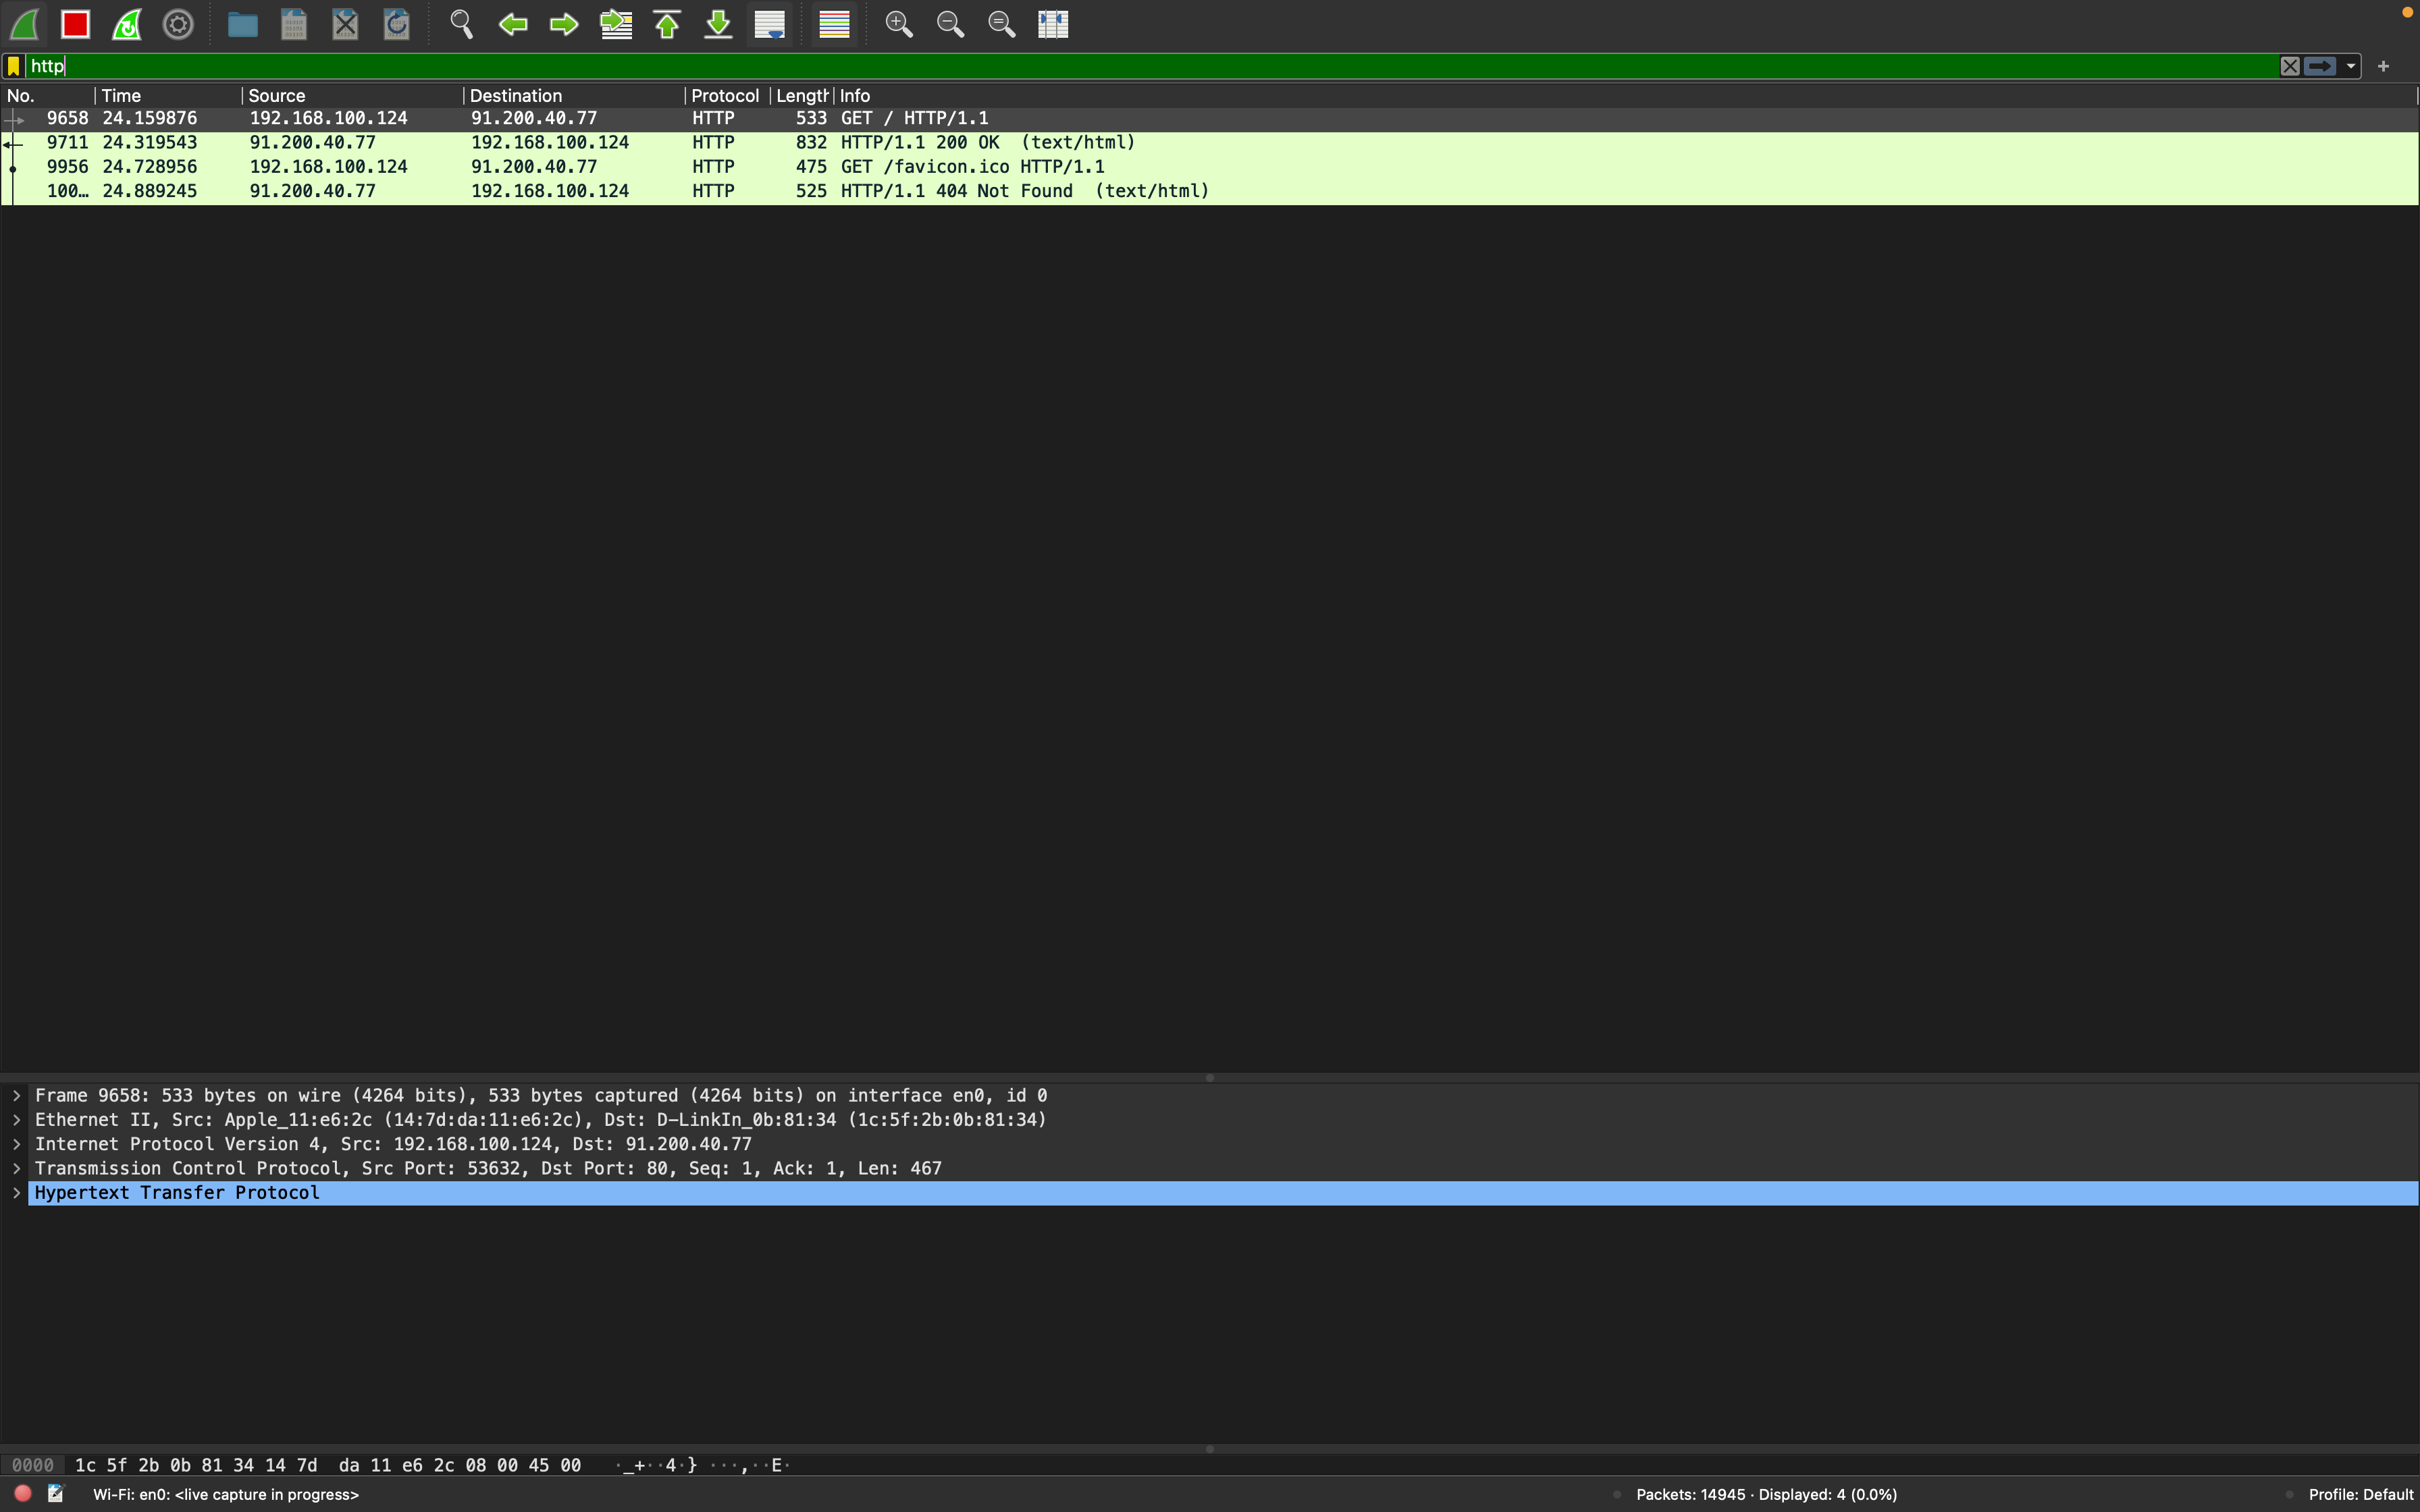 http
No. Time Source Destination Protocol Length Info
9658 24.159876 192.168.100.124 91.200.40.77 HTTP 533 GET / HTTP/1.1
9711 24.319543 91.200.40.77 192.168.100.124 HTTP 832 HTTP/1.1 200 OK (text/html)
9956 24.728956 192.168.100.124 91.200.40.77 HTTP 475 GET /favicon.ico HTTP/1.1
100… 24.889245 91.200.40.77 192.168.100.124 HTTP 525 HTTP/1.1 404 Not Found (text/html)
Frame 9658: 533 bytes on wire (4264 bits), 533 bytes captured (4264 bits) on interface en0, id 0
Ethernet II, Src: Apple_11:e6:2c (14:7d:da:11:e6:2c), Dst: D-LinkIn_0b:81:34 (1c:5f:2b:0b:81:34)
Internet Protocol Version 4, Src: 192.168.100.124, Dst: 91.200.40.77
Transmission Control Protocol, Src Port: 53632, Dst Port: 80, Seq: 1, Ack: 1, Len: 467
Hypertext Transfer Protocol
0000 1c 5f 2b 0b 81 34 14 7d da 11 e6 2c 08 00 45 00 ·_+··4·} ···,··E·
Wi-Fi: en0: <live capture in progress> Packets: 14945 · Displayed: 4 (0.0%) Profile: Default